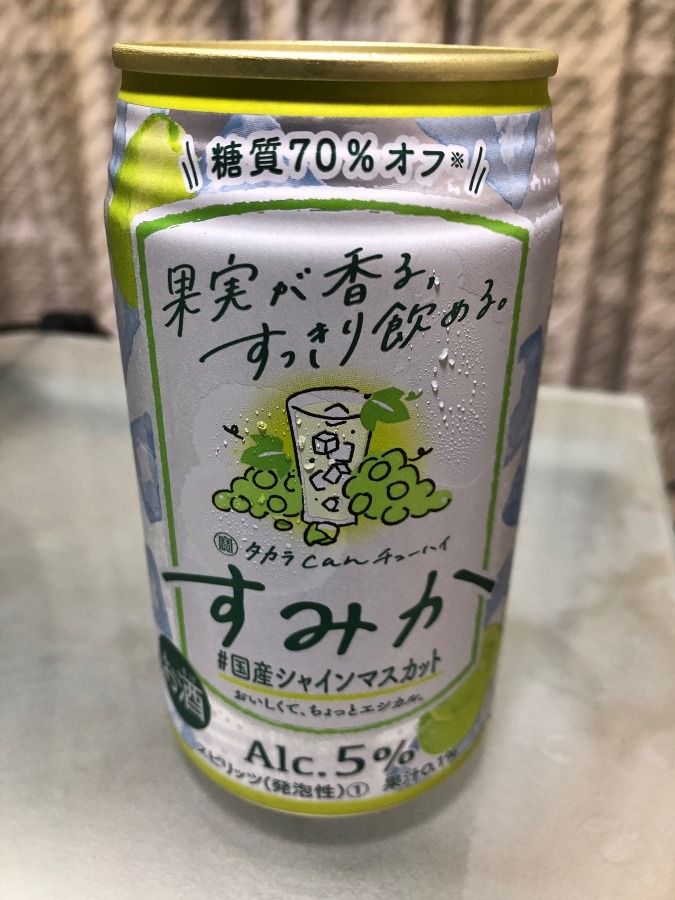 糖質70%オフ※
果実が香る、
すっきり飲める。
寳 タカラcanチューハイ
すみか
#国産シャインマスカット
おいしくて、ちょっとエシカル。
お酒
Alc.5%
スピリッツ(発泡性)① 果汁0.1%